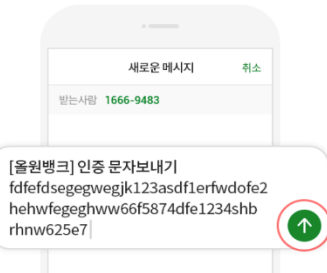 새로운 메시지 취소
받는사람 1666-9483
[올원뱅크] 인증 문자보내기
fdfefdsegegwegjk123asdf1erfwdofe2
hehwfegeghww66f5874dfe1234shb
rhnw625e7